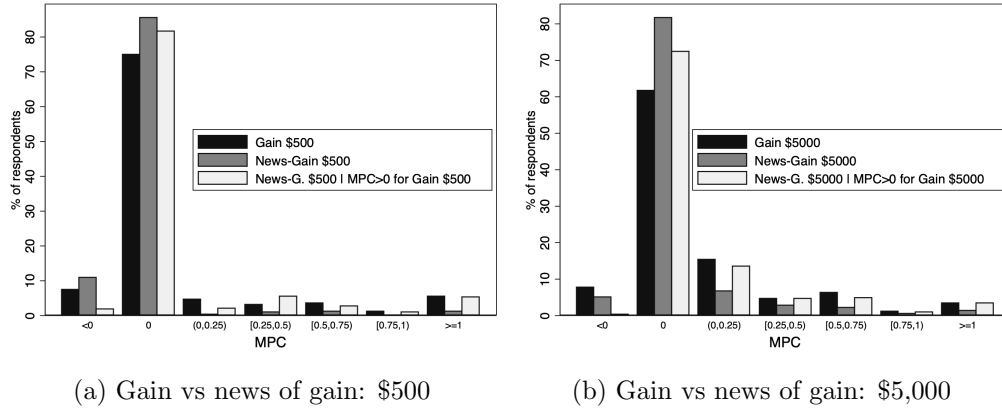 % of respondents
80
70
60
50
40
30
20
10
0
Gain $500
News-Gain $500
News-G. $500 | MPC>0 for Gain $500
<0 0 (0,0.25) [0.25,0.5) [0.5,0.75) [0.75,1) >=1
MPC
(a) Gain vs news of gain: $500
% of respondents
80
70
60
50
40
30
20
10
0
Gain $5000
News-Gain $5000
News-G. $5000 | MPC>0 for Gain $5000
<0 0 (0,0.25) [0.25,0.5) [0.5,0.75) [0.75,1) >=1
MPC
(b) Gain vs news of gain: $5,000